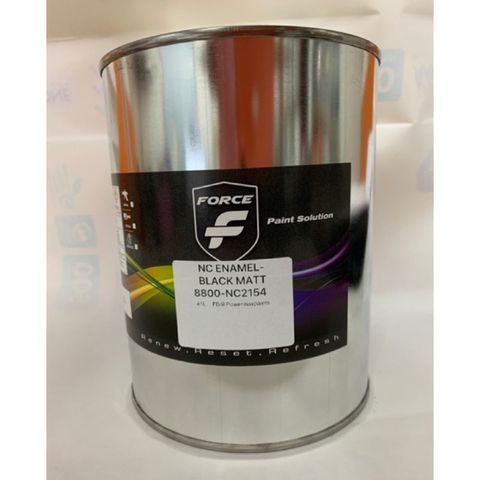 FORCE
Paint Solution
NC ENAMEL-
BLACK MATT
8800-NC2154
Renew.Reset.Refresh